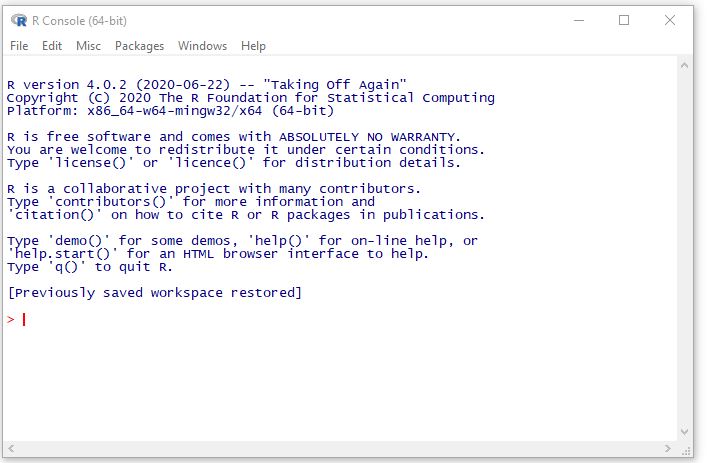 R Console (64-bit)
File Edit Misc Packages Windows Help
R version 4.0.2 (2020-06-22) -- "Taking Off Again"
Copyright (C) 2020 The R Foundation for Statistical Computing
Platform: x86_64-w64-mingw32/x64 (64-bit)
R is free software and comes with ABSOLUTELY NO WARRANTY.
You are welcome to redistribute it under certain conditions.
Type 'license()' or 'licence()' for distribution details.
R is a collaborative project with many contributors.
Type 'contributors()' for more information and
'citation()' on how to cite R or R packages in publications.
Type 'demo()' for some demos, 'help()' for on-line help, or
'help.start()' for an HTML browser interface to help.
Type 'q()' to quit R.
[Previously saved workspace restored]
>